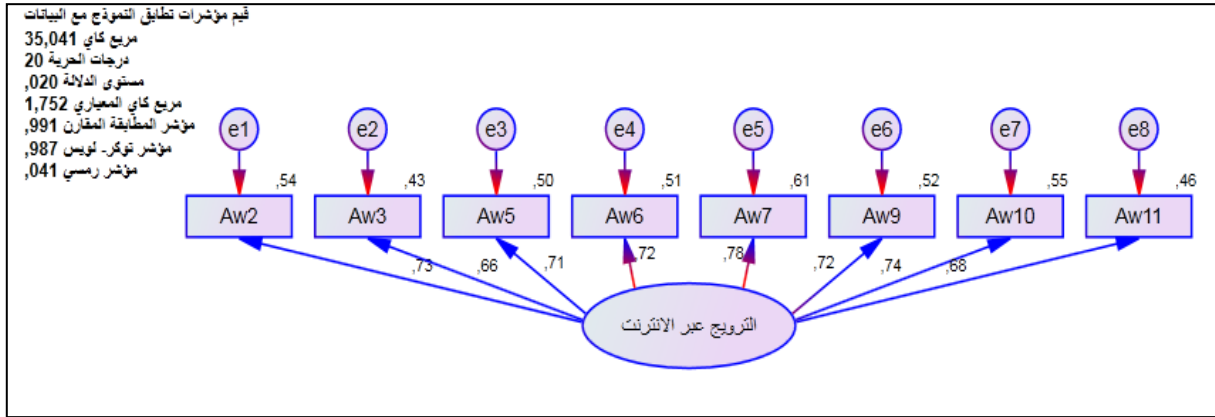 قيم مؤشرات تطابق النموذج مع البيانات
مربع كاي 35,041
درجات الحرية 20
مستوى الدلالة 020,
مربع كاي المعياري 1,752
مؤشر المطابقة المقارن 991,
مؤشر توكر- لويس 987,
مؤشر رمسي 041,
e1 e2 e3 e4 e5 e6 e7 e8
,54 ,43 ,50 ,51 ,61 ,52 ,55 ,46
Aw2 Aw3 Aw5 Aw6 Aw7 Aw9 Aw10 Aw11
,73 ,66 ,71 ,72 ,78 ,72 ,74 ,68
الترويج عبر الانترنت